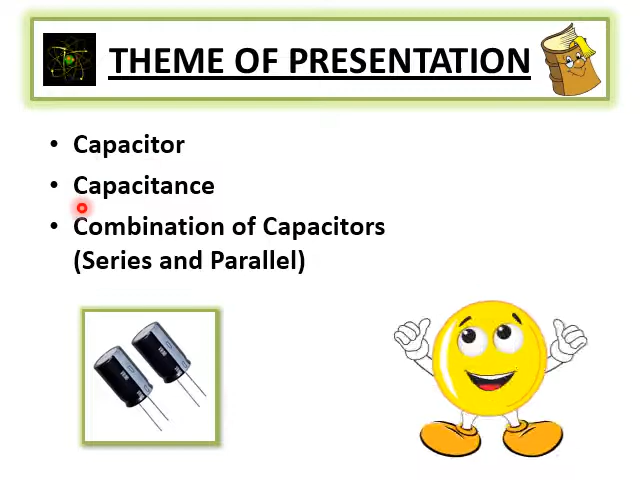 THEME OF PRESENTATION
• Capacitor
• Capacitance
• Combination of Capacitors
(Series and Parallel)